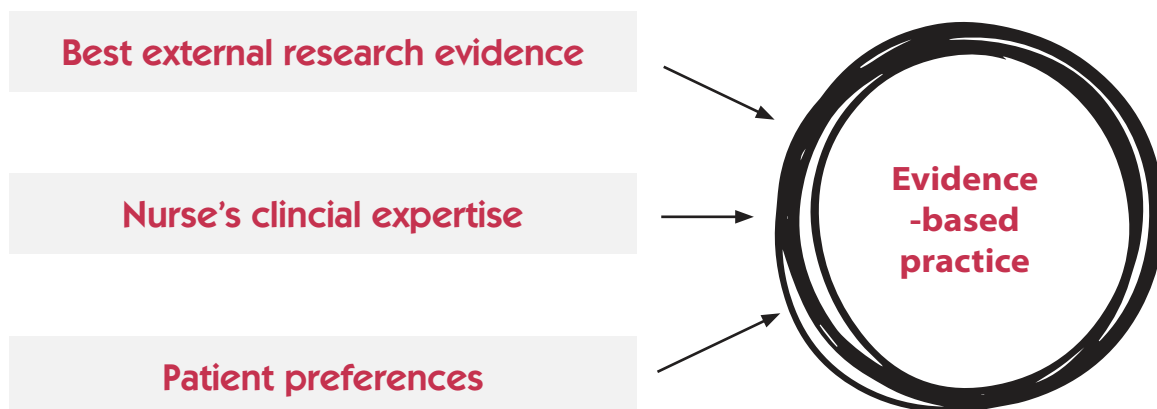 Best external research evidence
Nurse’s clincial expertise
Patient preferences
Evidence
-based
practice